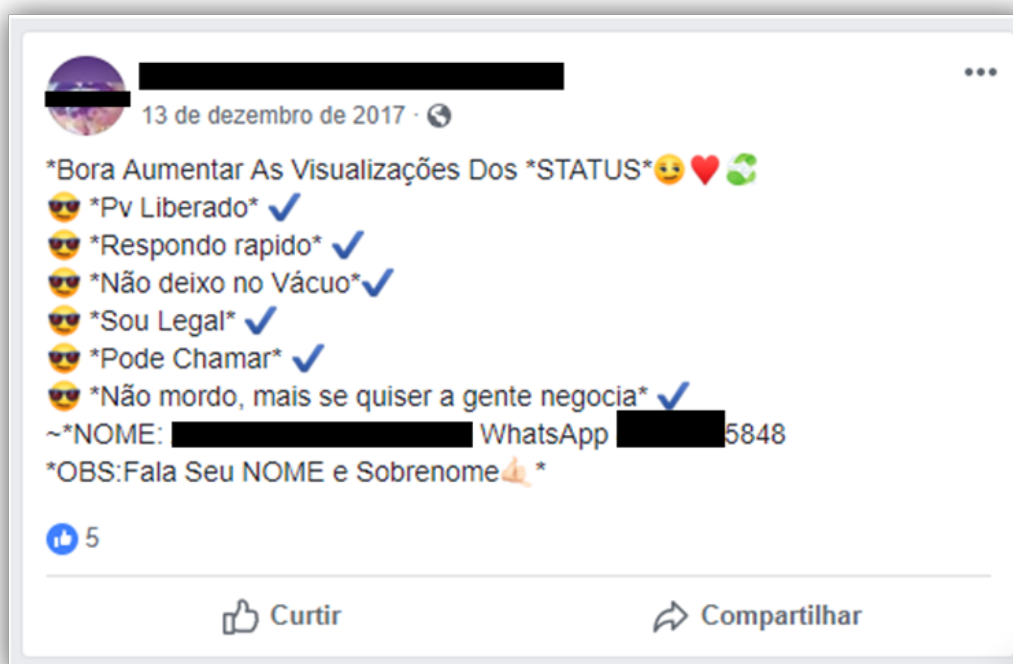 13 de dezembro de 2017 ·
*Bora Aumentar As Visualizações Dos *STATUS*😏❤️♻️
😎 *Pv Liberado* ✔️
😎 *Respondo rapido* ✔️
😎 *Não deixo no Vácuo*✔️
😎 *Sou Legal* ✔️
😎 *Pode Chamar* ✔️
😎 *Não mordo, mais se quiser a gente negocia* ✔️
~*NOME: WhatsApp 5848
*OBS:Fala Seu NOME e Sobrenome🤙🏻*
5
Curtir Compartilhar